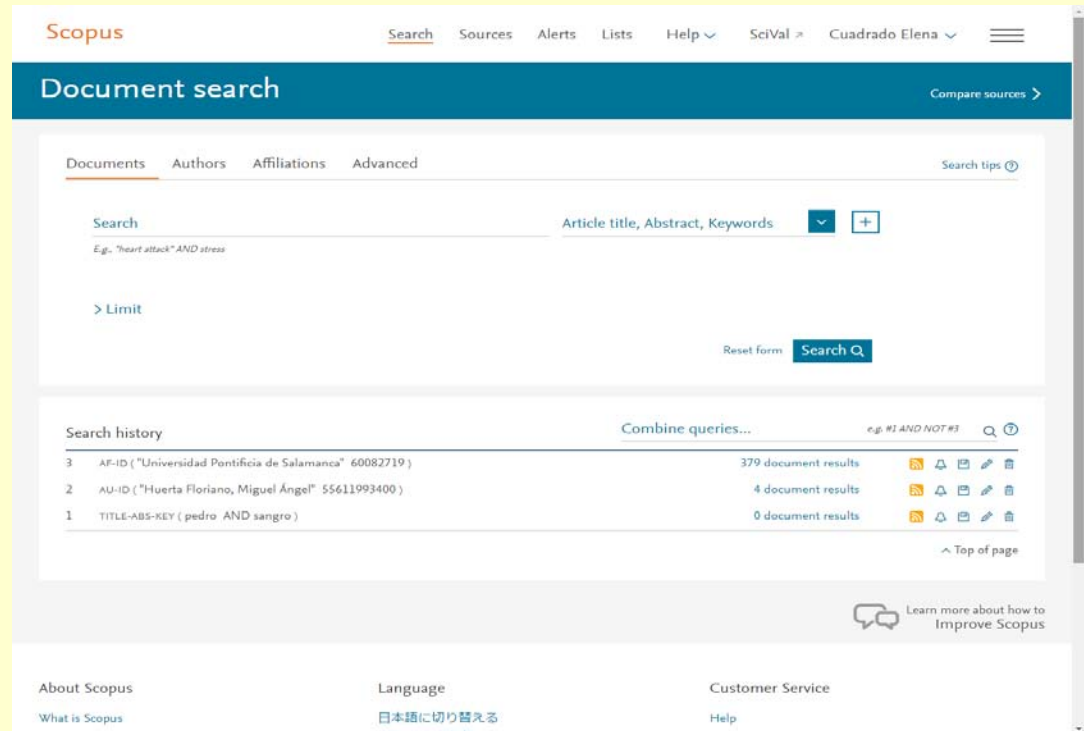 Scopus Search Sources Alerts Lists Help SciVal Cuadrado Elena
Document search Compare sources
Documents Authors Affiliations Advanced Search tips
Search Article title, Abstract, Keywords
E.g., "heart attack" AND stress
Limit
Reset form Search
Search history Combine queries... e.g. #1 AND NOT #3
3 AF-ID ( "Universidad Pontificia de Salamanca" 60082719 ) 379 document results
2 AU-ID ( "Huerta Floriano, Miguel Ángel" 55611993400 ) 4 document results
1 TITLE-ABS-KEY ( pedro AND sangro ) 0 document results
Top of page
Learn more about how to
Improve Scopus
About Scopus Language Customer Service
What is Scopus 日本語に切り替える Help